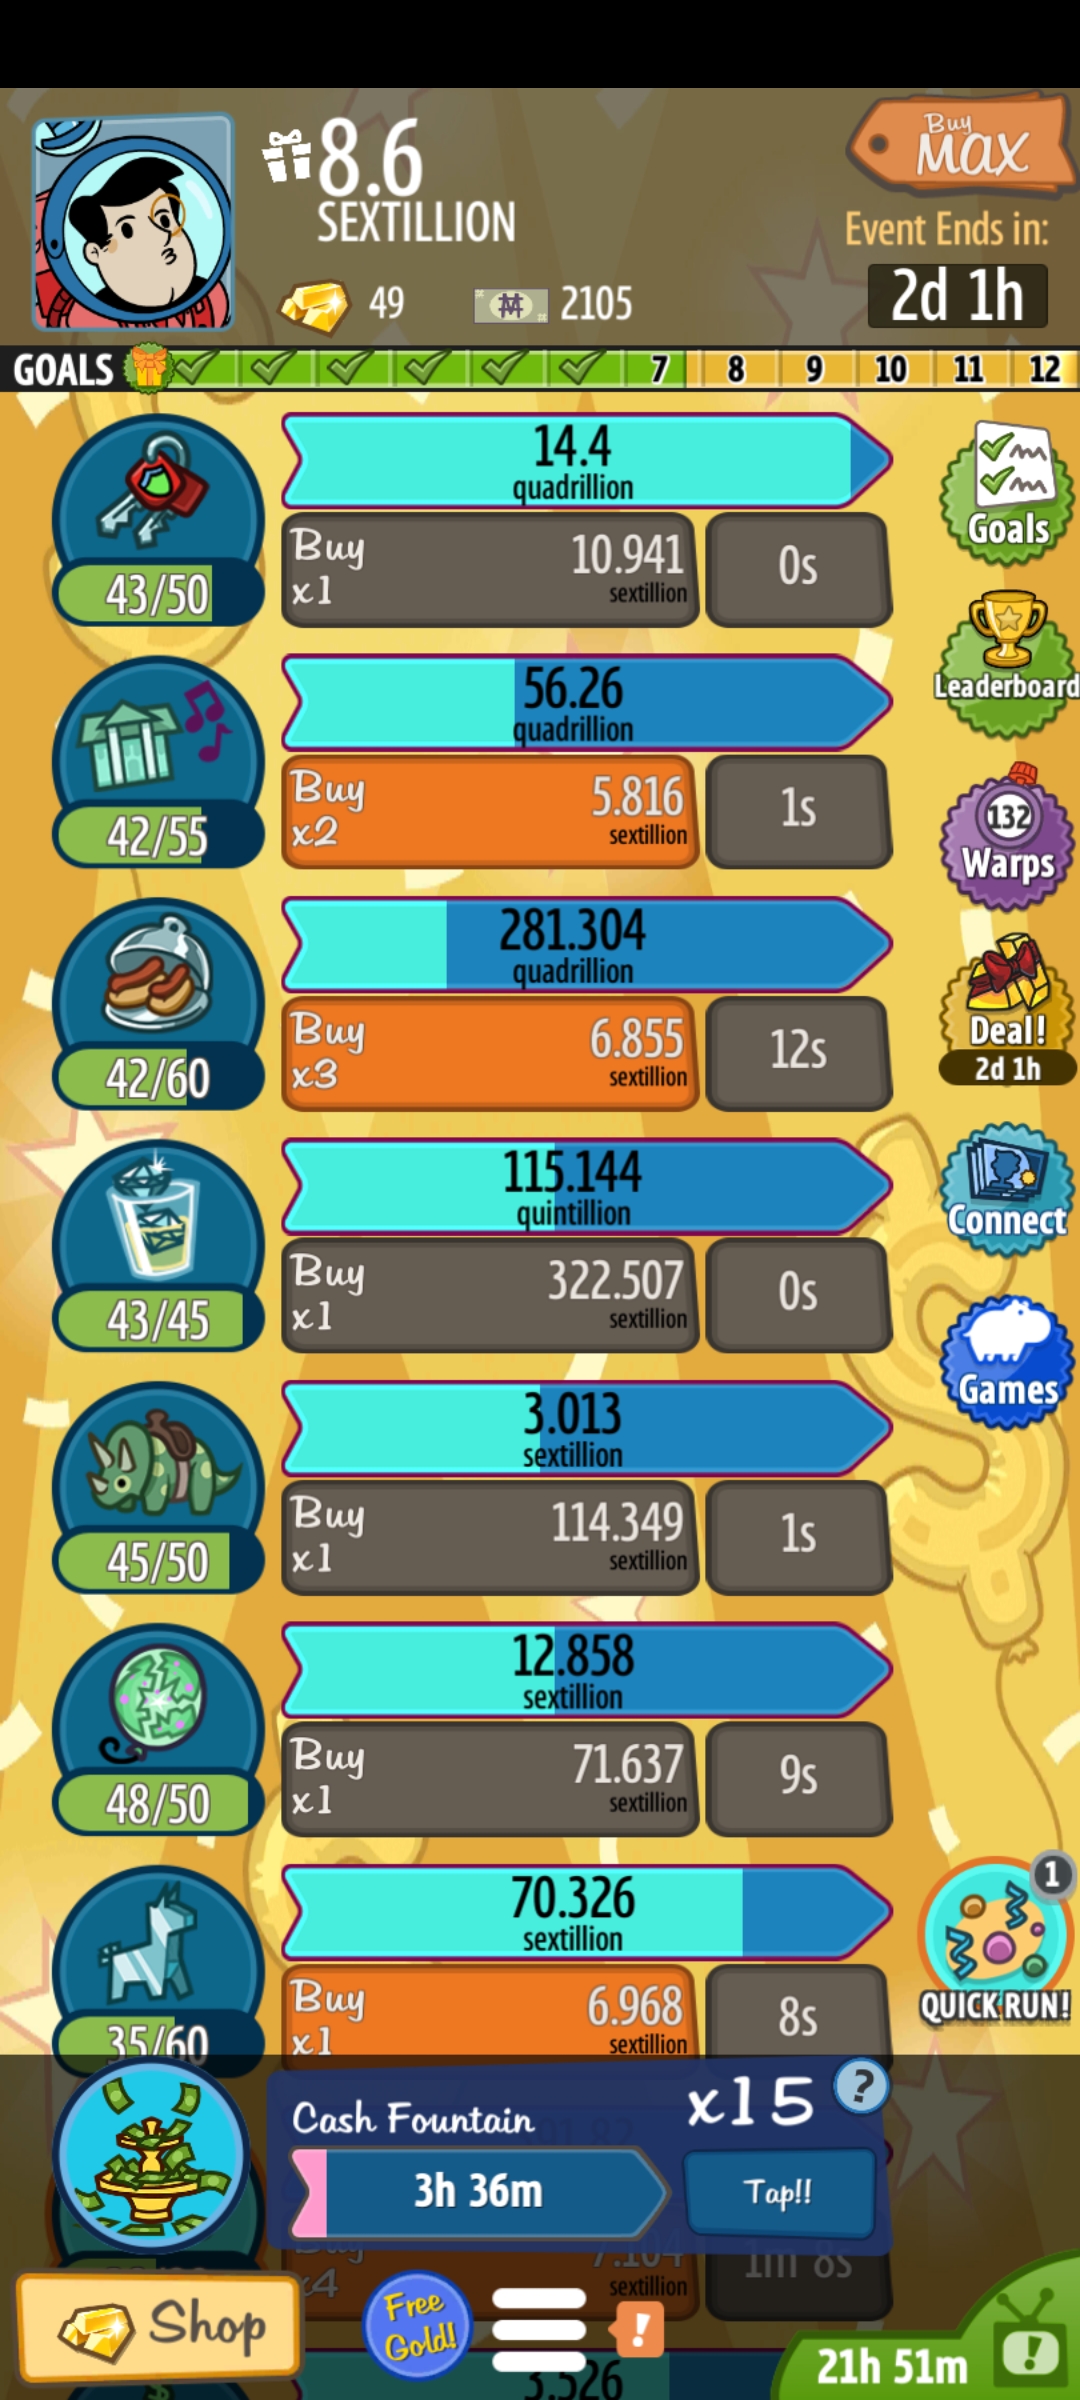 8.6
SEXTILLION
Buy
MAX
Event Ends in:
2d 1h
49
2105
GOALS
7 8 9 10 11 12
14.4
quadrillion
43/50
Buy
x1
10.941
sextillion
0s
Goals
56.26
quadrillion
42/55
Buy
x2
5.816
sextillion
1s
Leaderboard
132
Warps
281.304
quadrillion
42/60
Buy
x3
6.855
sextillion
12s
Deal!
2d 1h
115.144
quintillion
43/45
Buy
x1
322.507
sextillion
0s
Connect
Games
3.013
sextillion
45/50
Buy
x1
114.349
sextillion
1s
12.858
sextillion
48/50
Buy
x1
71.637
sextillion
9s
70.326
sextillion
35/60
Buy
x1
6.968
sextillion
8s
1
QUICK RUN!
Cash Fountain
x15
?
3h 36m
Tap!!
Buy
x4
7.104
sextillion
1m 8s
Shop
Free
Gold!
!
21h 51m
!
3.526
sextillion